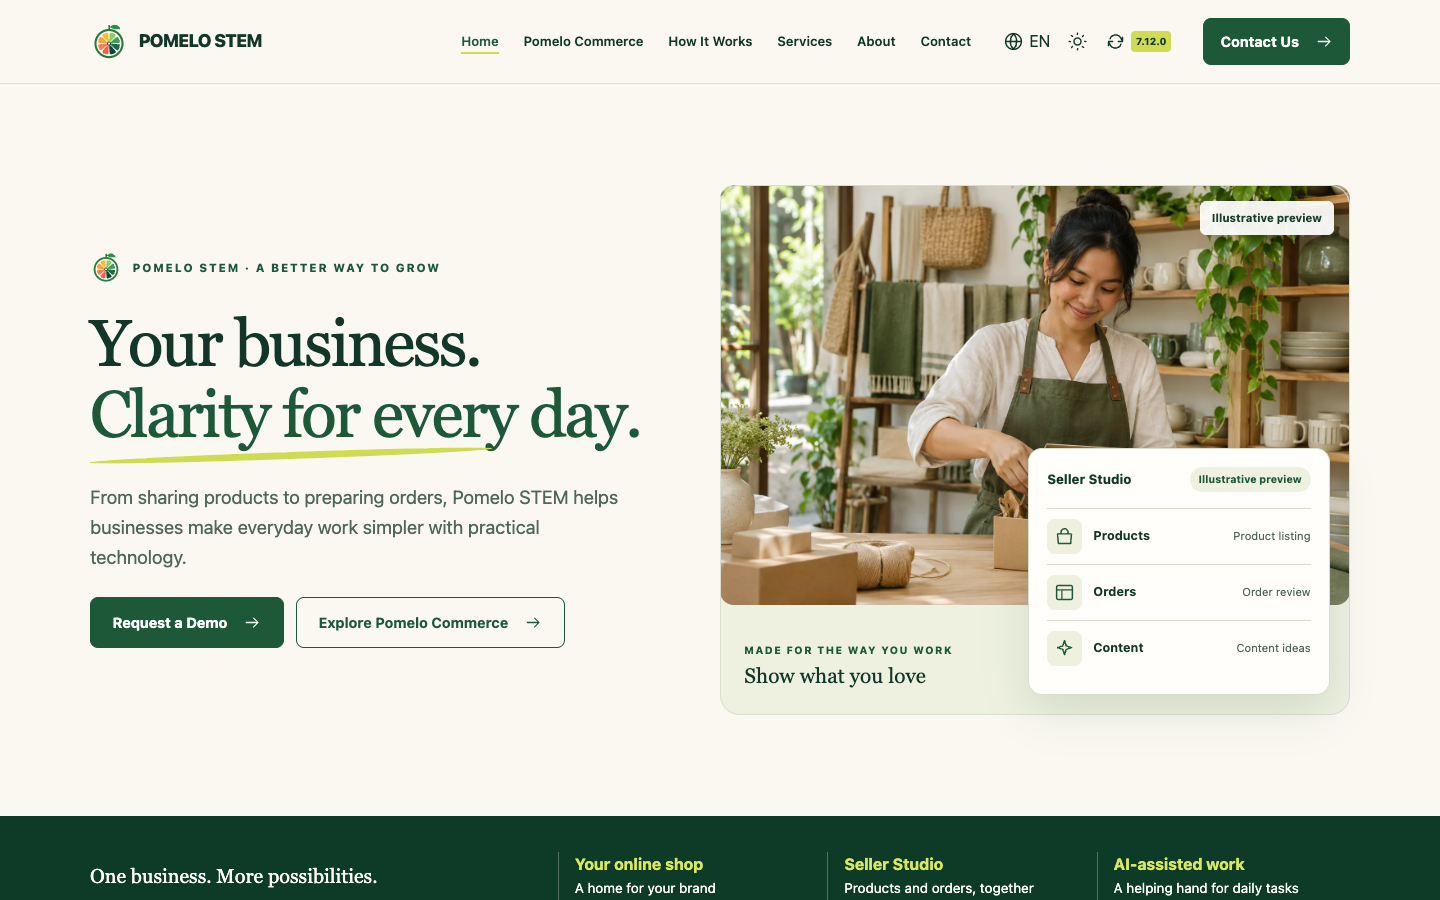 POMELO STEM
Home
Pomelo Commerce
How It Works
Services
About
Contact
EN
7.12.0
Contact Us
POMELO STEM · A BETTER WAY TO GROW
Your business.
Clarity for every day.
From sharing products to preparing orders, Pomelo STEM helps
businesses make everyday work simpler with practical
technology.
Request a Demo
Explore Pomelo Commerce
Illustrative preview
Seller Studio
Illustrative preview
Products
Product listing
Orders
Order review
Content
Content ideas
MADE FOR THE WAY YOU WORK
Show what you love
One business. More possibilities.
Your online shop
A home for your brand
Seller Studio
Products and orders, together
AI-assisted work
A helping hand for daily tasks